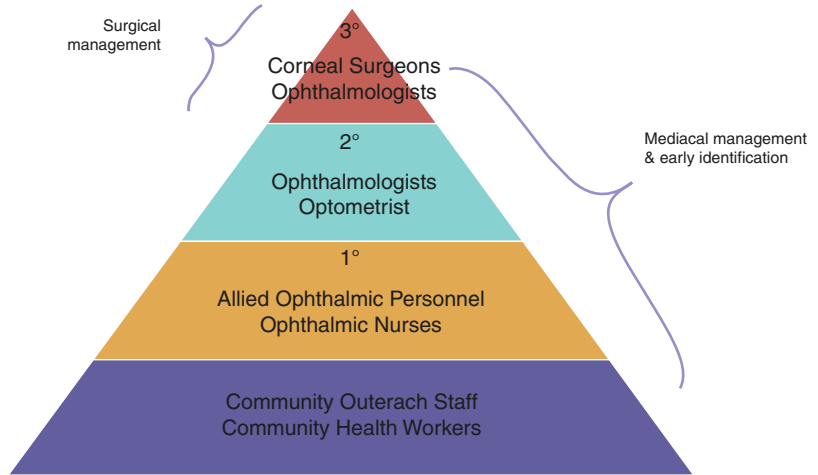 Surgical
management
3°
Corneal Surgeons
Ophthalmologists
2°
Ophthalmologists
Optometrist
Mediacal management
& early identification
1°
Allied Ophthalmic Personnel
Ophthalmic Nurses
Community Outerach Staff
Community Health Workers